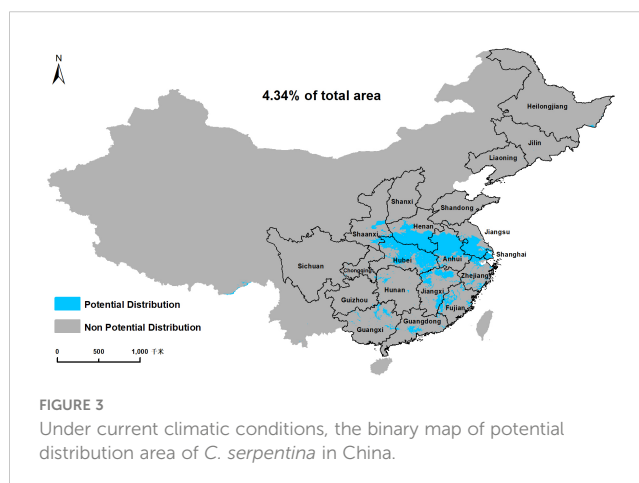 N
4.34% of total area
Heilongjiang
Jilin
Liaoning
Shanxi
Shandong
Henan
Shaanxi
Jiangsu
Shanghai
Hubei
Anhui
Sichuan
Chongqing
Zhejiang
Hunan
Jiangxi
Guizhou
Fujian
Guangdong
Guangxi
Potential Distribution
Non Potential Distribution
0 500 1,000 千米
FIGURE 3
Under current climatic conditions, the binary map of potential
distribution area of C. serpentina in China.